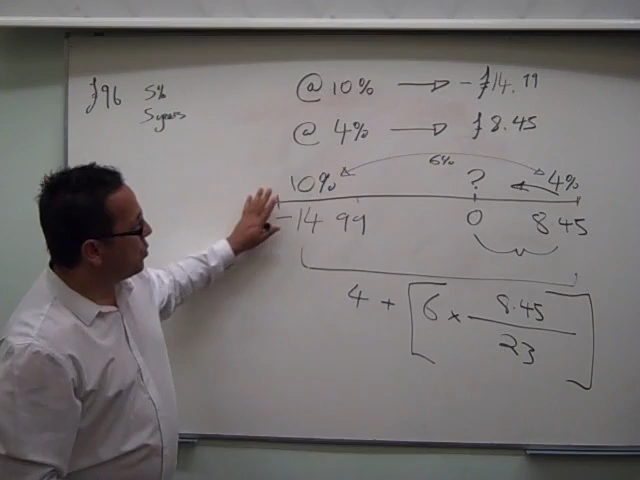 £96 5%
5 years
@ 10% → -£14.99
@ 4% → £8.45
6%
10% ? 4%
-14 99 0 8 45
4 + [6 × 8.45
23]